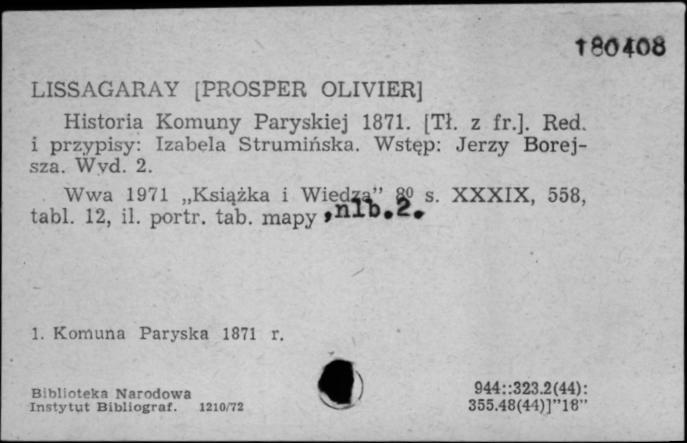 180408
LISSAGARAY [PROSPER OLIVIER]
Historia Komuny Paryskiej 1871. [Tł. z fr.]. Red.
i przypisy: Izabela Strumińska. Wstęp: Jerzy Borej-
sza. Wyd. 2.
Wwa 1971 „Książka i Wiedza” 8⁰ s. XXXIX, 558,
tabl. 12, il. portr. tab. mapy ,nlb.2.
1. Komuna Paryska 1871 r.
Biblioteka Narodowa
Instytut Bibliograf. 1210/72
944::323.2(44):
355.48(44)]”18”